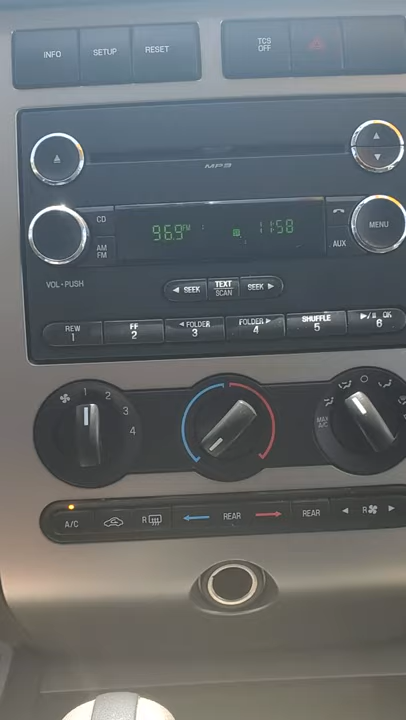 INFO SETUP RESET TCS OFF
MP3
CD
96.9 FM 11:58
AM FM
AUX
MENU
VOL-PUSH
SEEK TEXT SCAN SEEK
REW 1 FF 2 FOLDER 3 FOLDER 4 SHUFFLE 5 OK 6
1 2 3 4
MAX A/C
A/C R REAR REAR R